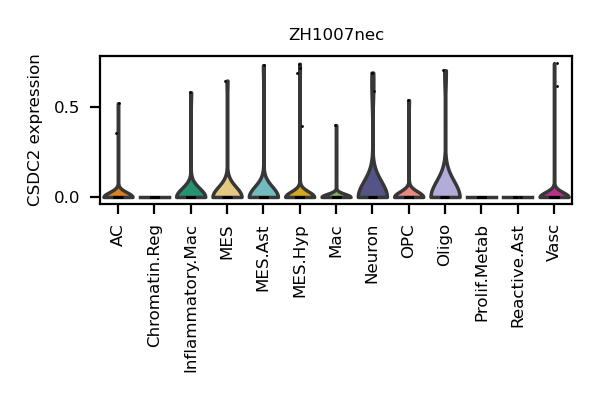 ZH1007nec
CSDC2 expression
0.5
0.0
AC
Chromatin.Reg
Inflammatory.Mac
MES
MES.Ast
MES.Hyp
Mac
Neuron
OPC
Oligo
Prolif.Metab
Reactive.Ast
Vasc